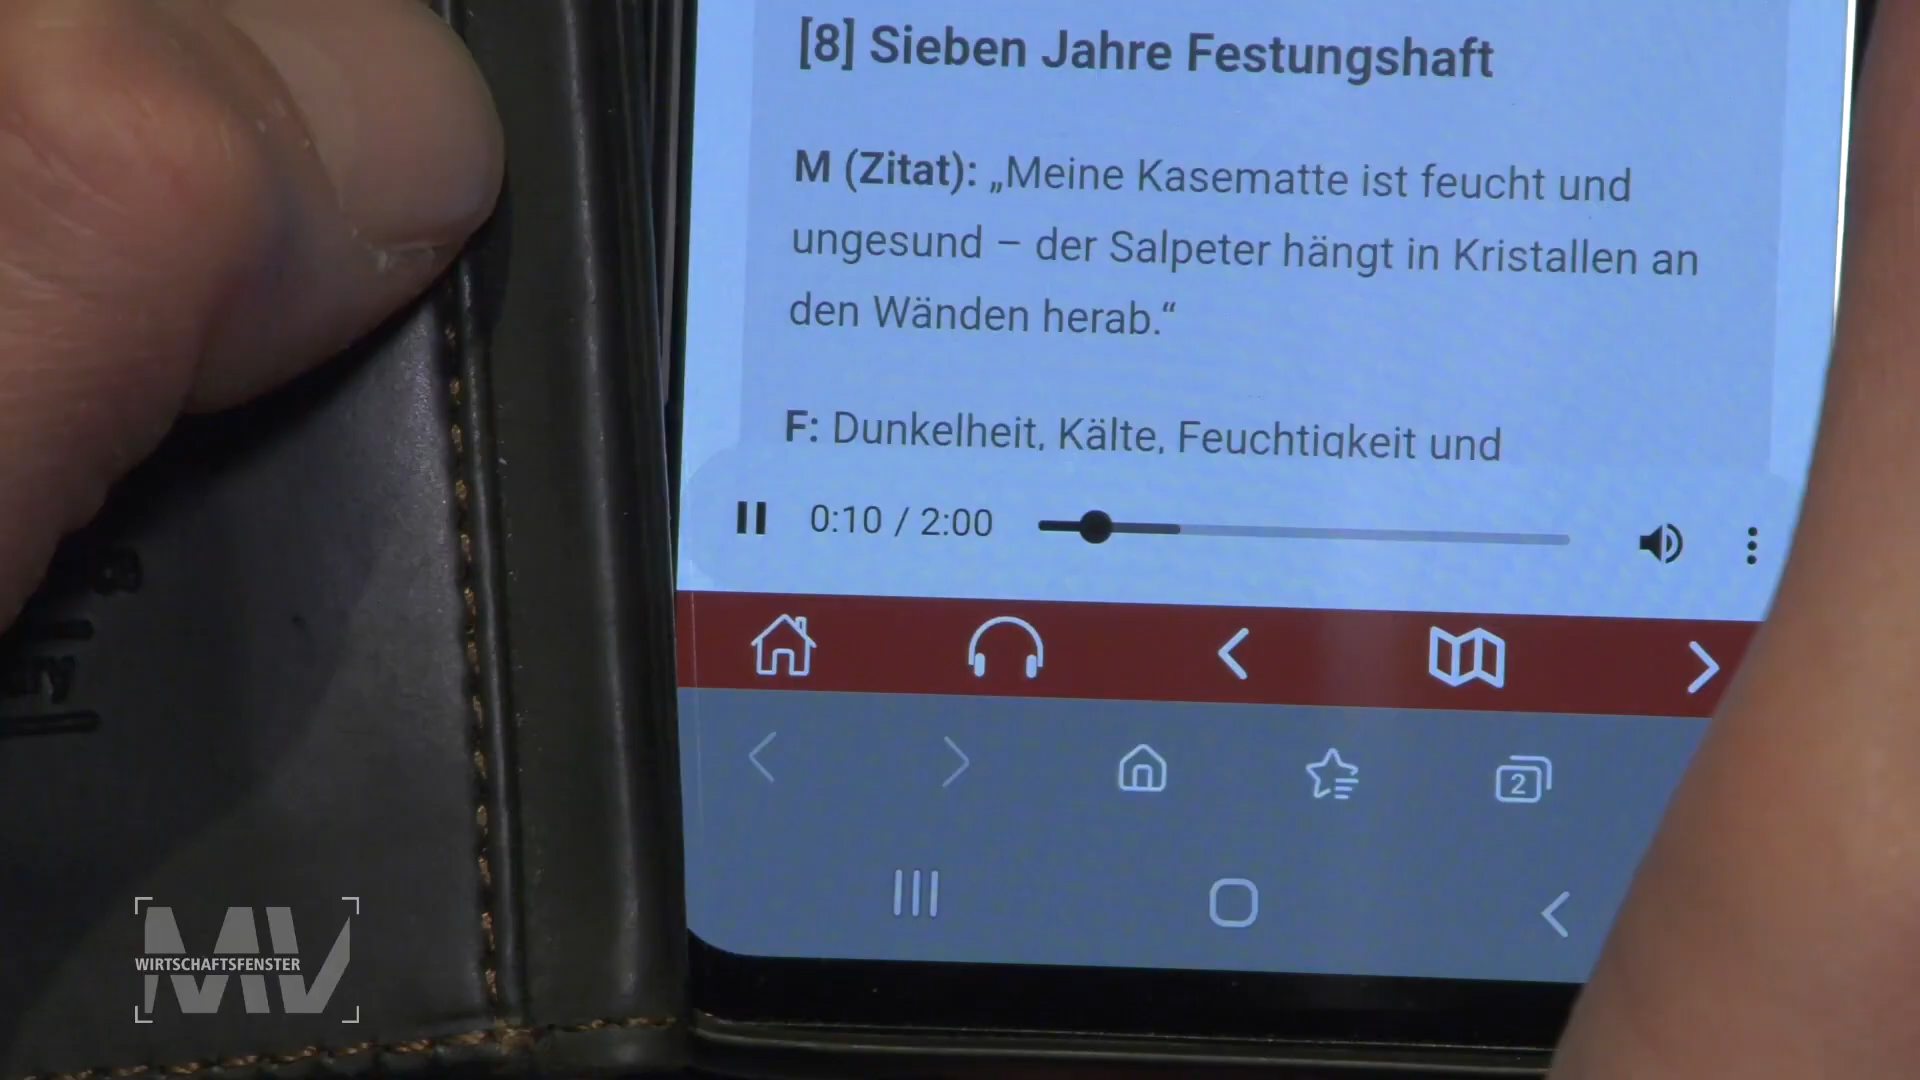 [8] Sieben Jahre Festungshaft
M (Zitat): „Meine Kasematte ist feucht und
ungesund – der Salpeter hängt in Kristallen an
den Wänden herab.“
F: Dunkelheit, Kälte, Feuchtigkeit und
0:10 / 2:00
2
MV
WIRTSCHAFTSFENSTER